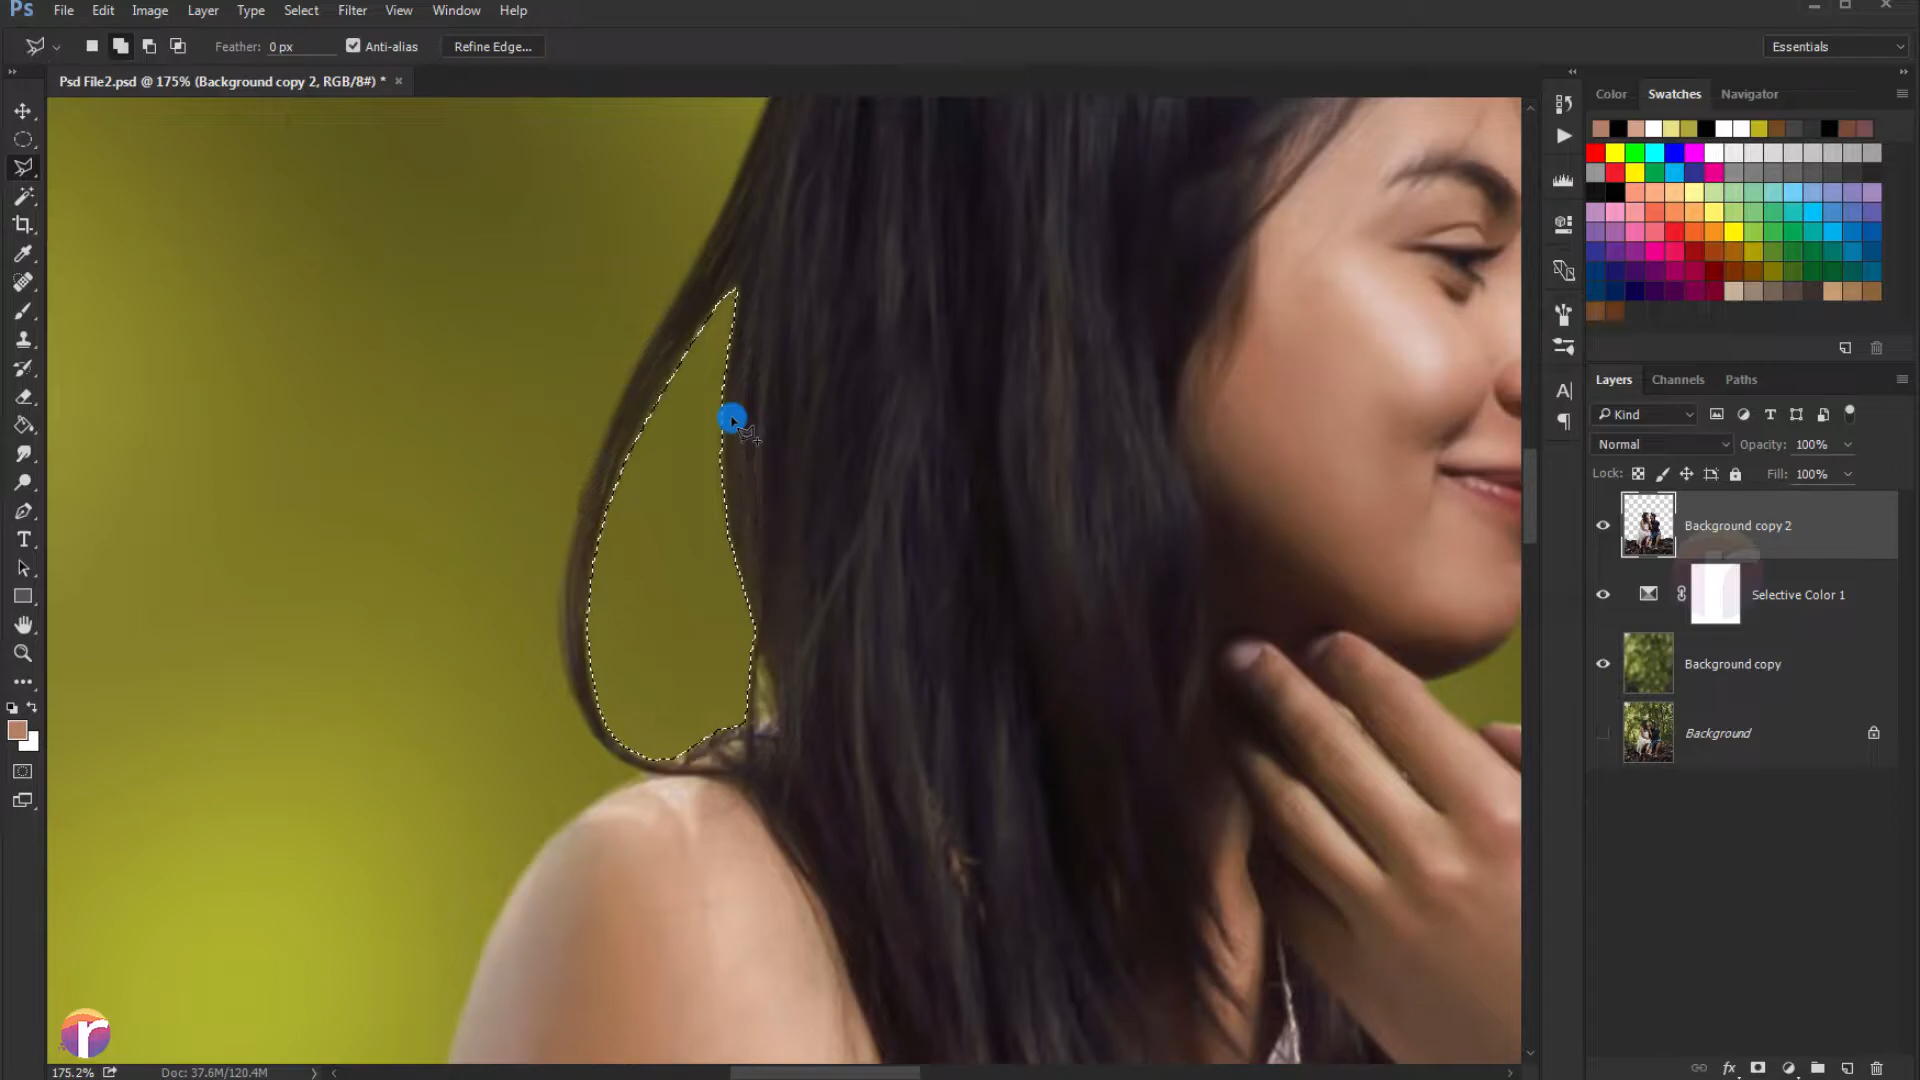 Ps File Edit Image Layer Type Select Filter View Window Help
Feather: 0 px Anti-alias Refine Edge... Essentials
Psd File2.psd @ 175% (Background copy 2, RGB/8#) * ×
Color Swatches Navigator
Layers Channels Paths
Kind
Normal Opacity: 100%
Lock: Fill: 100%
Background copy 2
Selective Color 1
Background copy
Background
r
175.2% Doc: 37.6M/120.4M